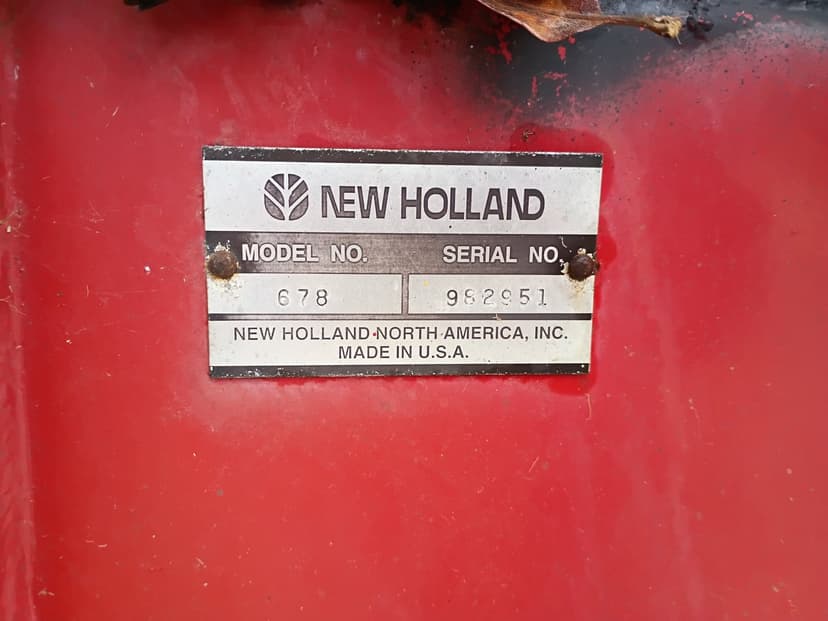 NEW HOLLAND
MODEL NO. SERIAL NO.
678 982951
NEW HOLLAND NORTH AMERICA, INC.
MADE IN U.S.A.